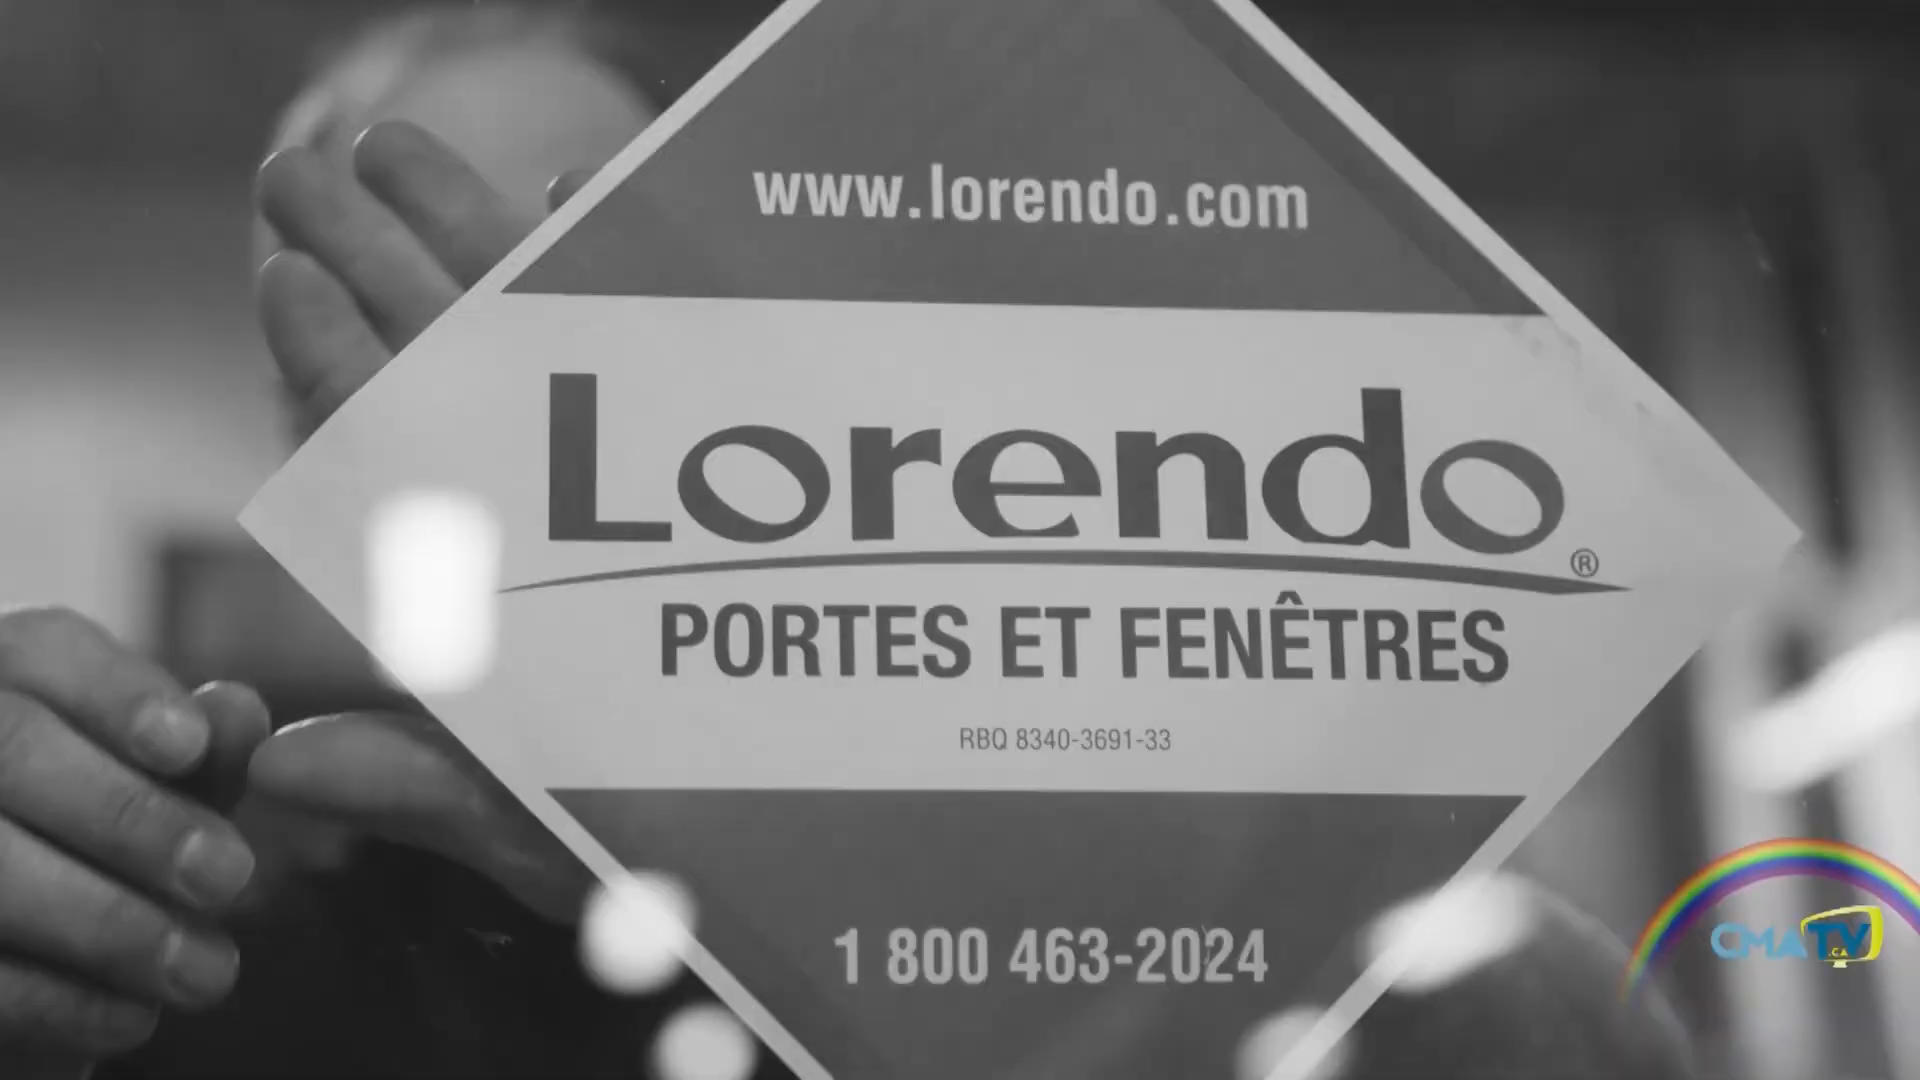 www.lorendo.com
Lorendo®
PORTES ET FENÊTRES
RBQ 8340-3691-33
1 800 463-2024
CMATV
.CA